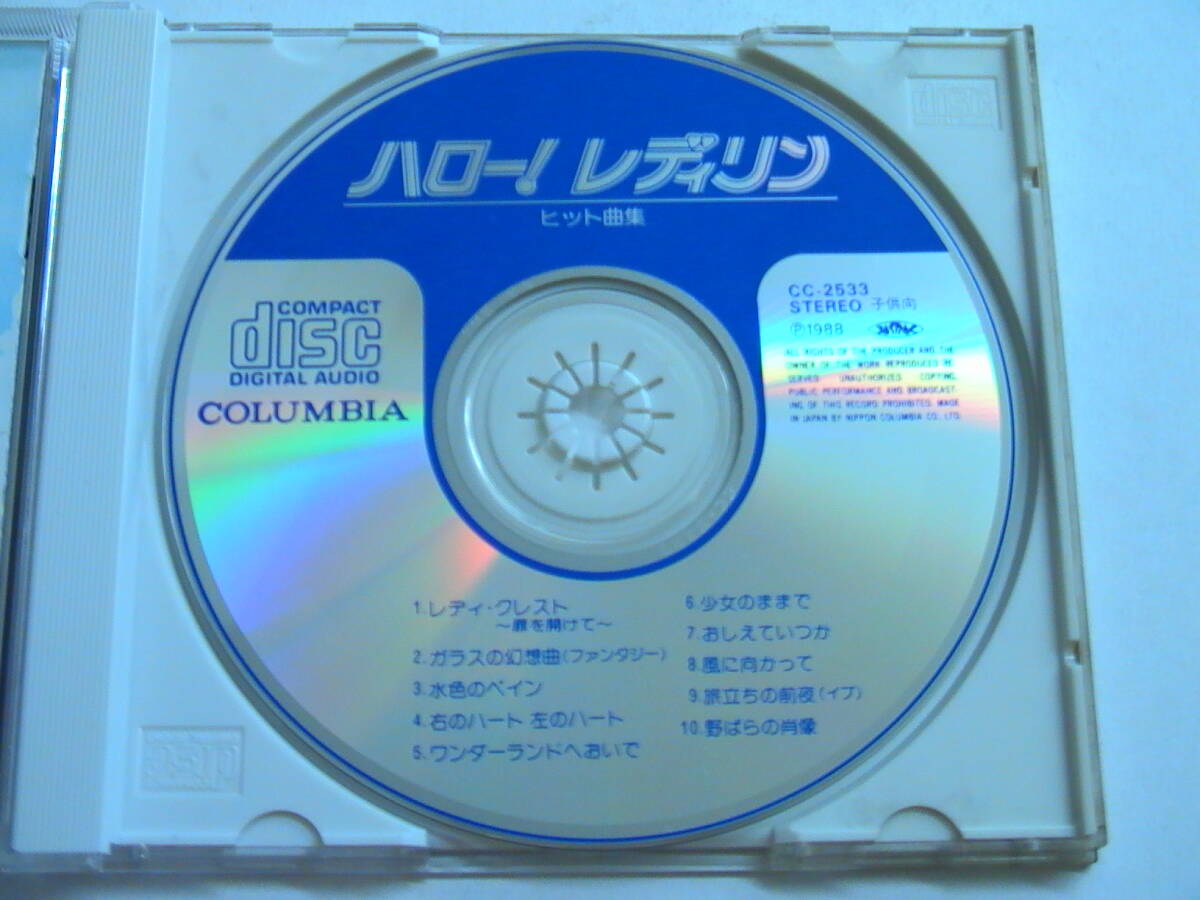 ハロー! レディリン
ヒット曲集
COMPACT
disc
DIGITAL AUDIO
COLUMBIA
CC-2533
STEREO 子供向
Ⓟ1988
ALL RIGHTS OF THE PRODUCER AND THE
OWNER OF THE WORK REPRODUCED RE-
SERVED UNAUTHORIZED COPYING,
PUBLIC PERFORMANCE AND BROADCAST-
ING OF THIS RECORD PROHIBITED. MADE
IN JAPAN BY NIPPON COLUMBIA CO., LTD.
1.レディ・クレスト
～扉を開けて～
2.ガラスの幻想曲(ファンタジー)
3.水色のペイン
4.右のハート 左のハート
5.ワンダーランドへおいで
6.少女のままで
7.おしえていつか
8.風に向かって
9.旅立ちの前夜(イブ)
10.野ばらの肖像
disc